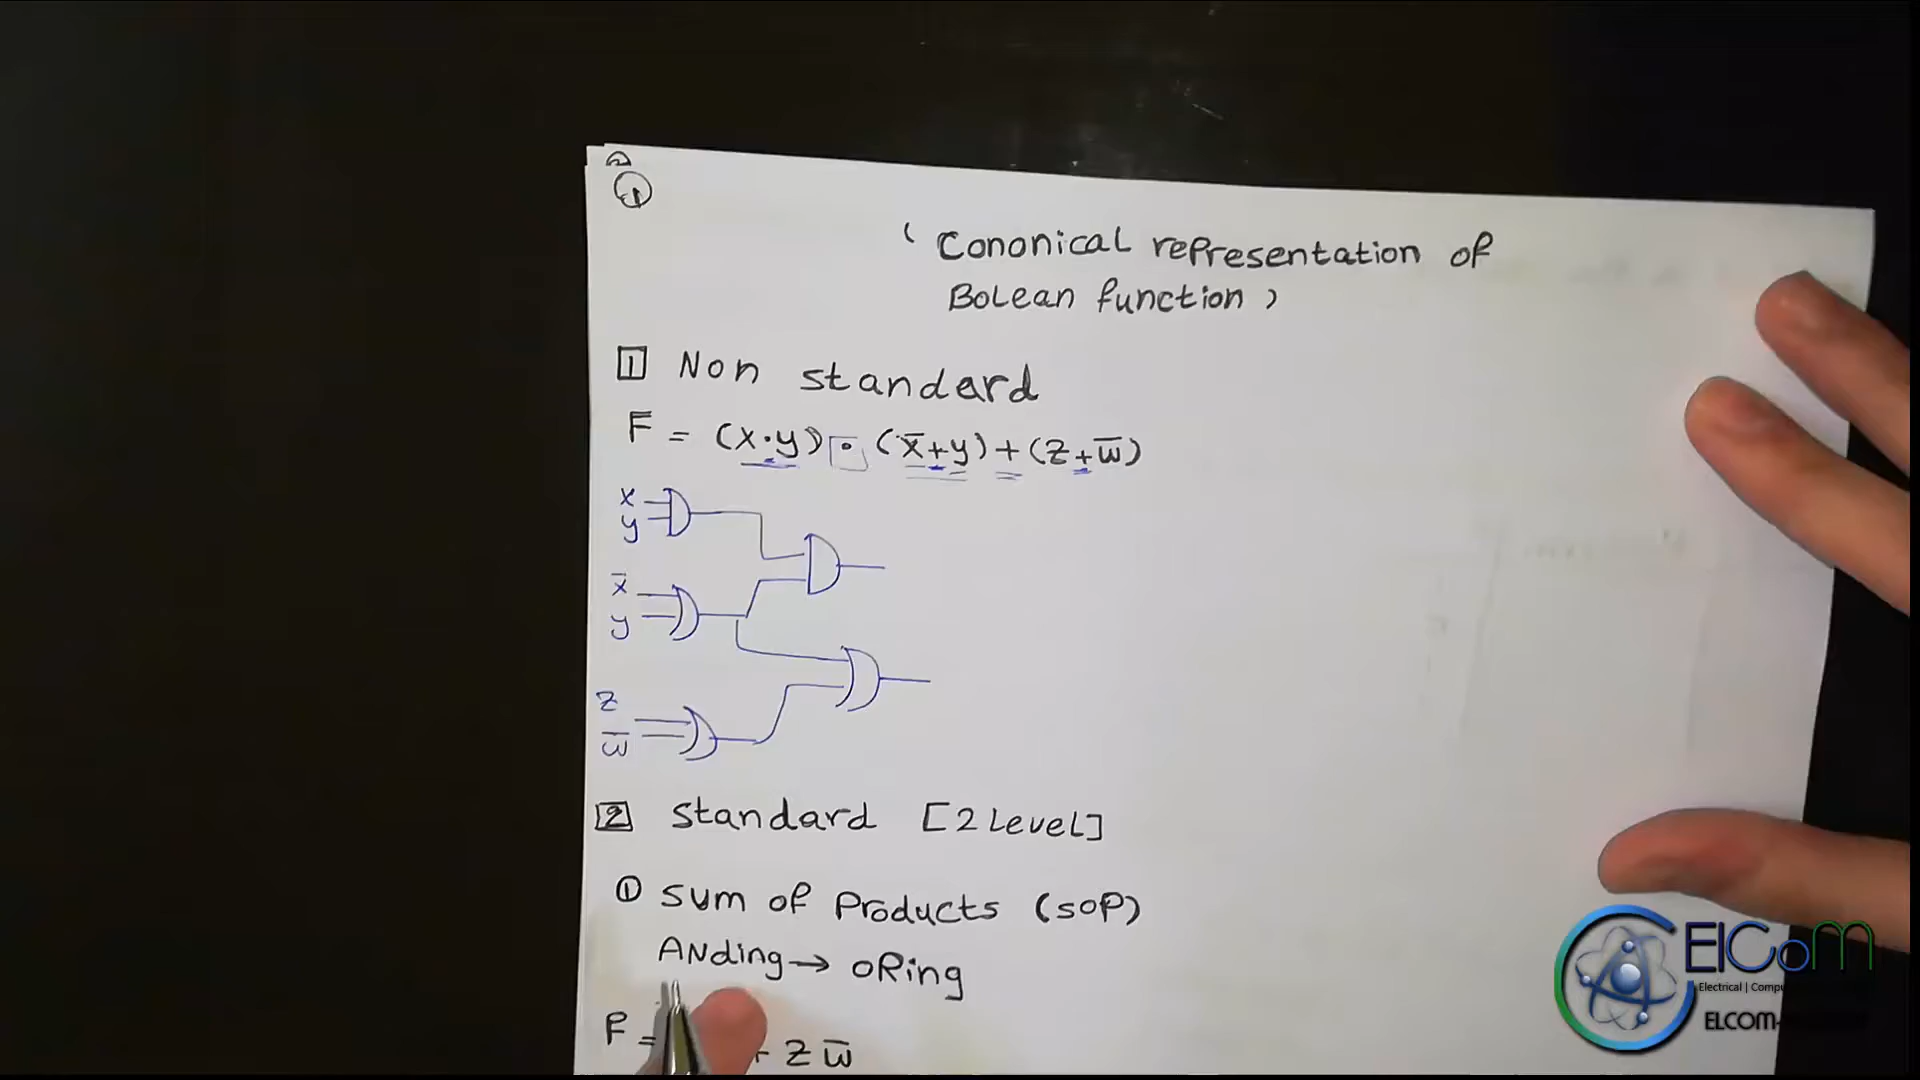 1
( Cononical representation of
Bolean function )
1 Non standard
F = (x.y) . (x̅+y) + (z+w̅)
x
y
x̅
y
z
w̅
2 standard [2 Level]
1 sum of Products (SOP)
ANding → ORing
F = + z w̅
ElCoM
Electrical |
ELCOM